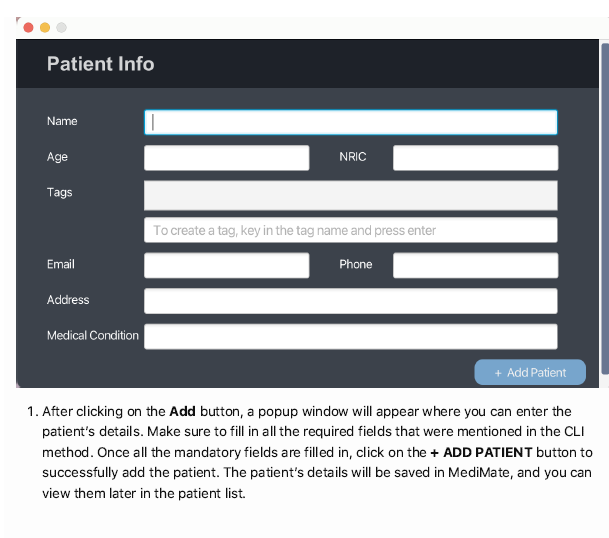 Patient Info
Name
Age NRIC
Tags
To create a tag, key in the tag name and press enter
Email Phone
Address
Medical Condition
+ Add Patient
1. After clicking on the Add button, a popup window will appear where you can enter the
patient's details. Make sure to fill in all the required fields that were mentioned in the CLI
method. Once all the mandatory fields are filled in, click on the + ADD PATIENT button to
successfully add the patient. The patient's details will be saved in MediMate, and you can
view them later in the patient list.